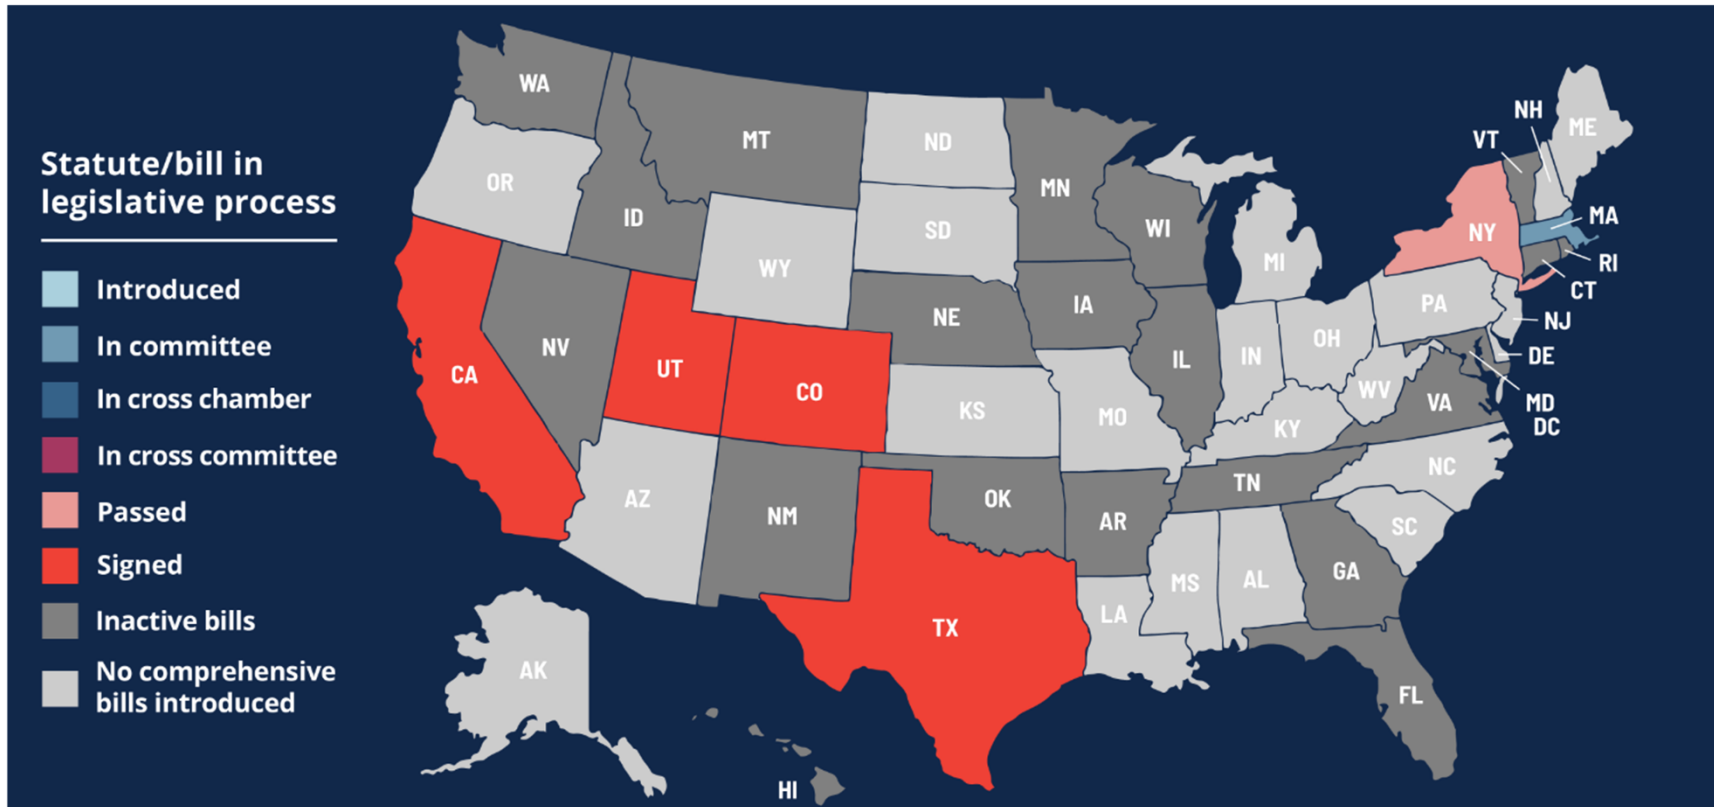 Statute/bill in
legislative process
Introduced
In committee
In cross chamber
In cross committee
Passed
Signed
Inactive bills
No comprehensive
bills introduced
WA
OR
CA
ID
NV
MT
WY
UT
CO
AZ
NM
ND
SD
NE
KS
OK
TX
MN
IA
MO
AR
LA
WI
IL
MI
IN
OH
KY
TN
MS
AL
GA
FL
SC
NC
VA
WV
PA
NY
VT
NH
ME
MA
RI
CT
NJ
DE
MD
DC
AK
HI